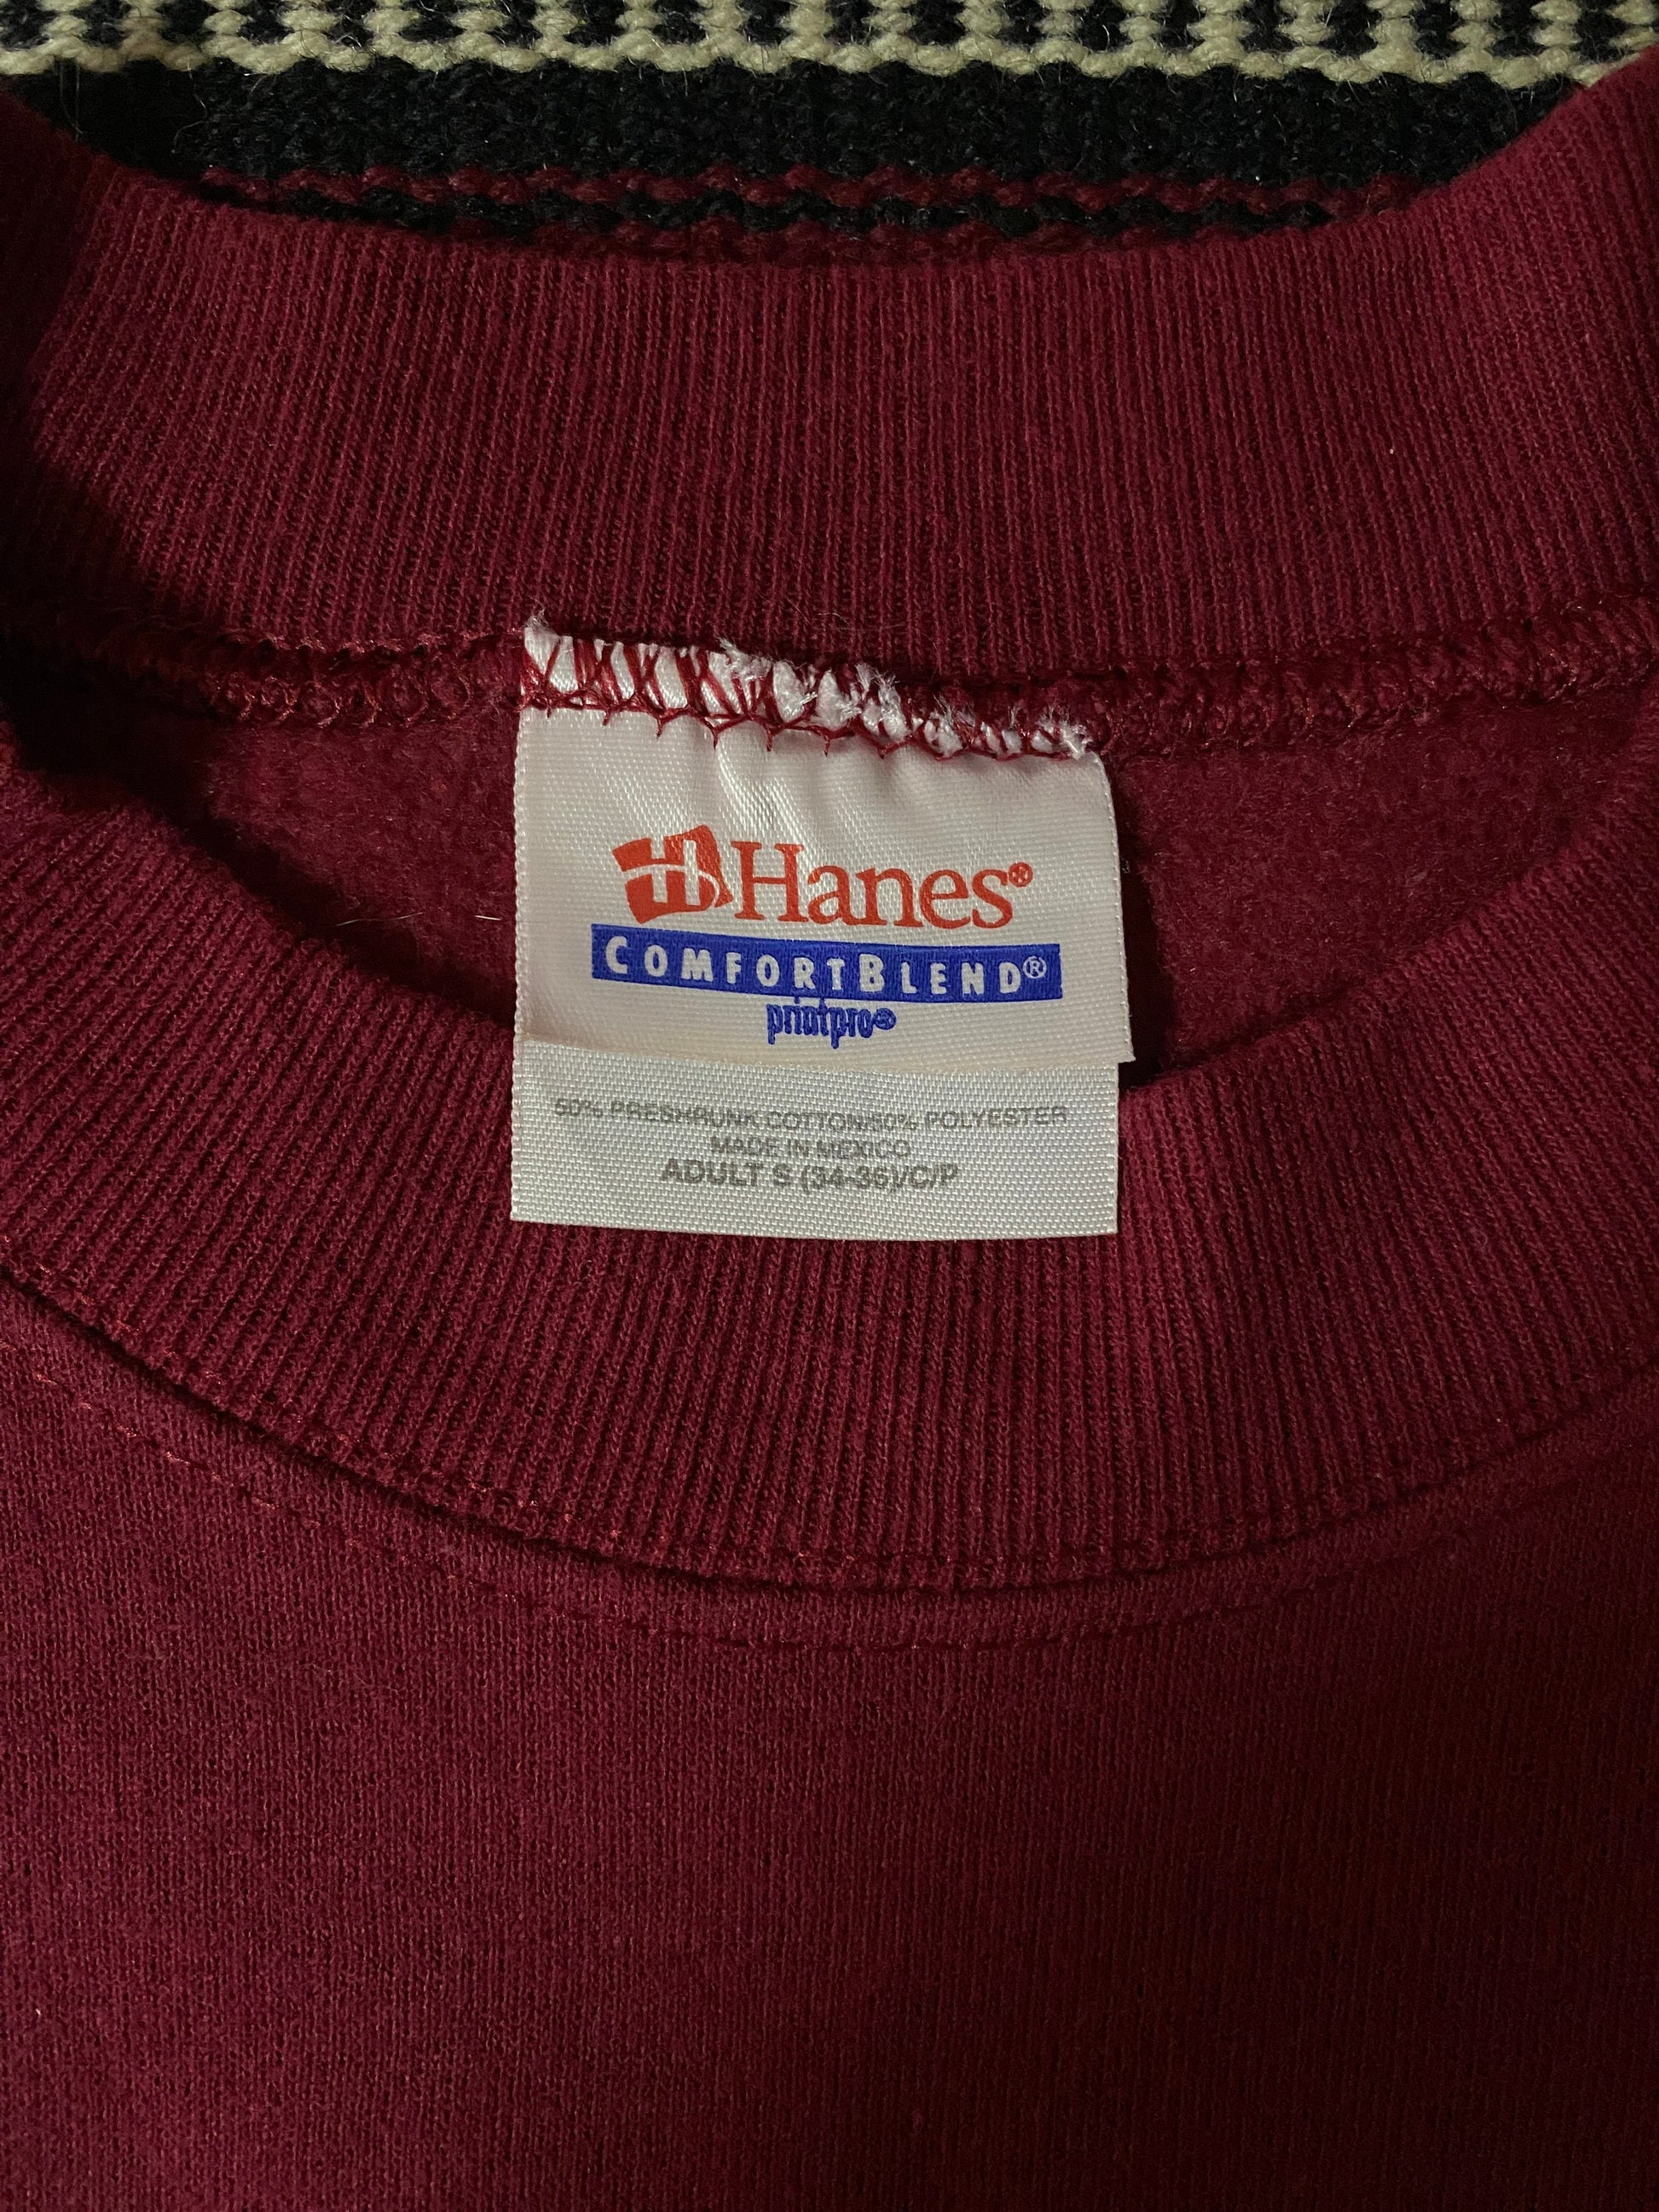 Hanes®
COMFORTBLEND®
printpro®
50% PRESHRUNK COTTON/50% POLYESTER
MADE IN MEXICO
ADULT S (34-36)/C/P